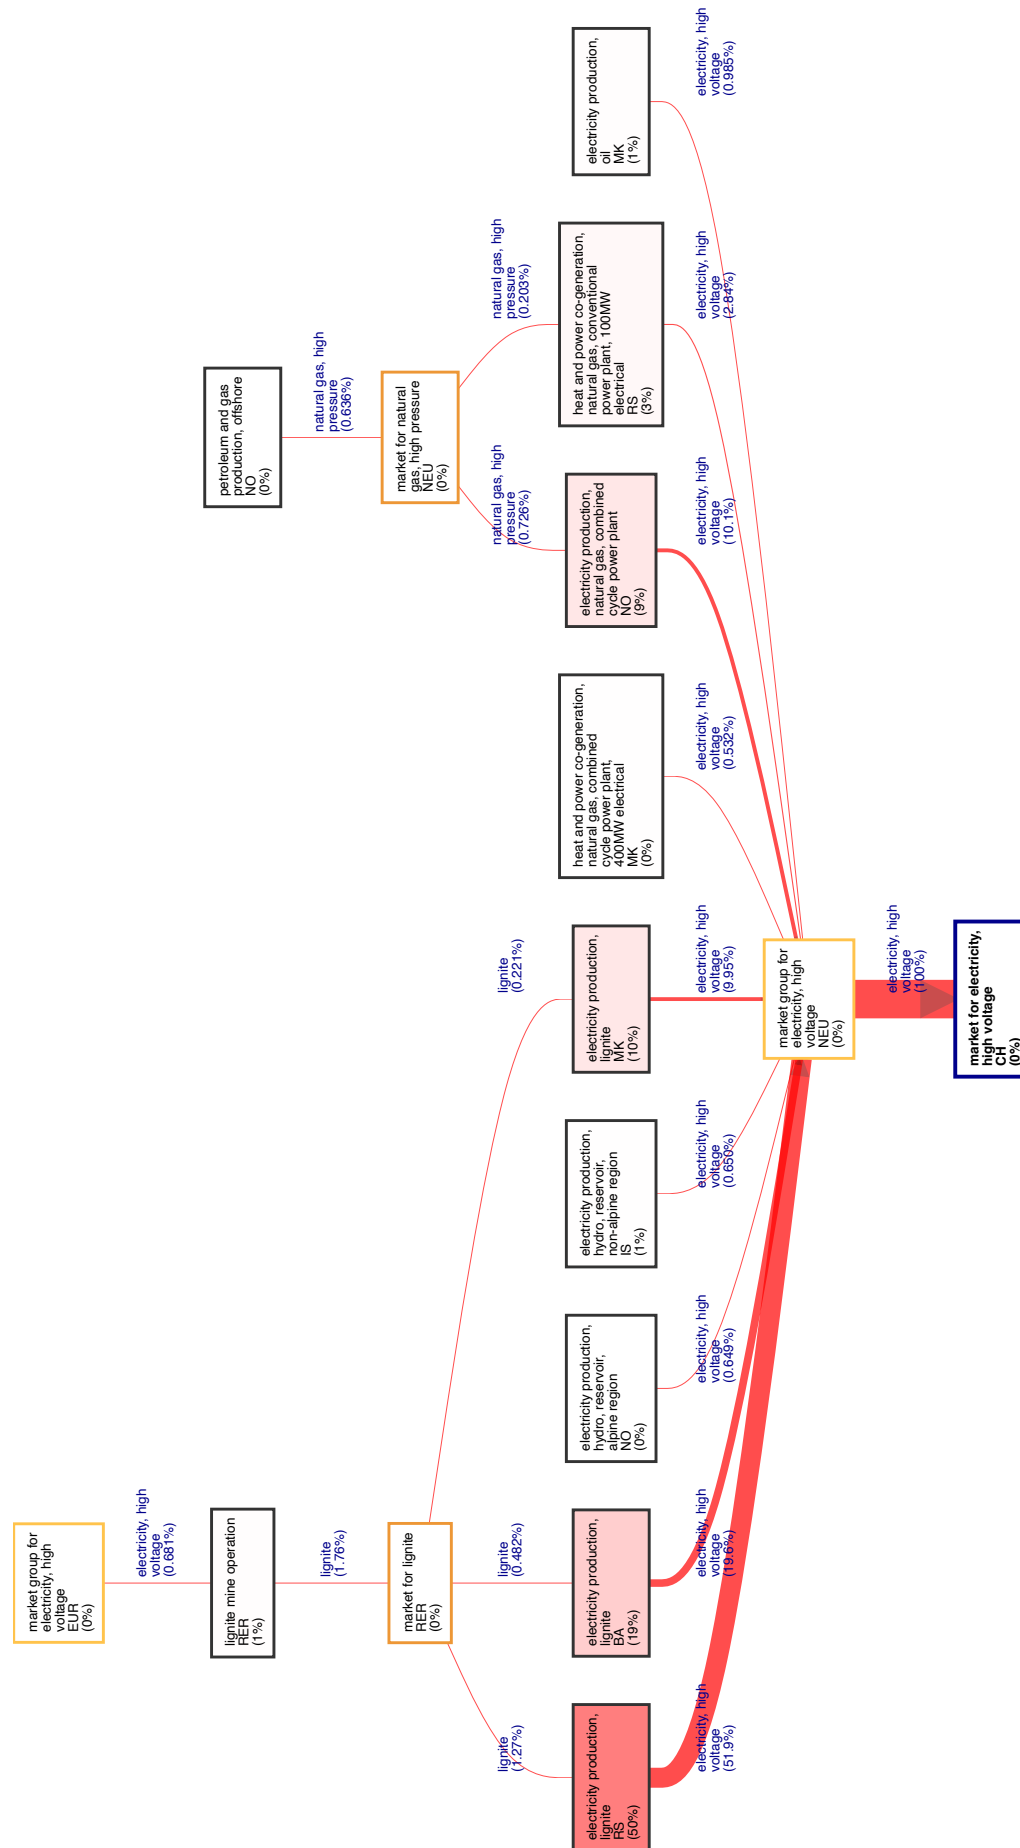 market group for
electricity, high
voltage
EUR
(0%)
electricity, high
voltage
(0.681%)
lignite mine operation
RER
(1%)
lignite
(1.76%)
market for lignite
RER
(0%)
lignite
(1.27%)
lignite
(0.482%)
lignite
(0.221%)
petroleum and gas
production, offshore
NO
(0%)
natural gas, high
pressure
(0.636%)
market for natural
gas, high pressure
NEU
(0%)
natural gas, high
pressure
(0.726%)
natural gas, high
pressure
(0.203%)
electricity production,
lignite
RS
(50%)
electricity production,
lignite
BA
(19%)
electricity production,
hydro, reservoir,
alpine region
NO
(0%)
electricity production,
hydro, reservoir,
non-alpine region
IS
(1%)
electricity production,
lignite
MK
(10%)
heat and power co-generation,
natural gas, combined
cycle power plant,
400MW electrical
MK
(0%)
electricity production,
natural gas, combined
cycle power plant
NO
(9%)
heat and power co-generation,
natural gas, conventional
power plant, 100MW
electrical
RS
(3%)
electricity production,
oil
MK
(1%)
electricity, high
voltage
(51.9%)
electricity, high
voltage
(19.6%)
electricity, high
voltage
(0.649%)
electricity, high
voltage
(0.650%)
electricity, high
voltage
(9.95%)
electricity, high
voltage
(0.532%)
electricity, high
voltage
(10.1%)
electricity, high
voltage
(2.84%)
electricity, high
voltage
(0.985%)
market group for
electricity, high
voltage
NEU
(0%)
electricity, high
voltage
(100%)
market for electricity,
high voltage
CH
(0%)